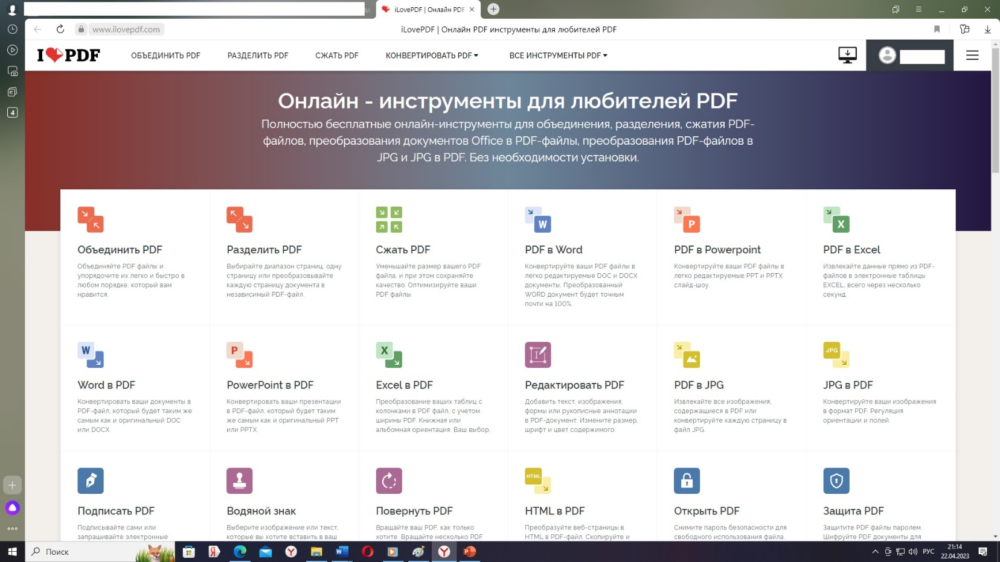 iLovePDF | Онлайн PDF
www.ilovepdf.com
iLovePDF | Онлайн PDF инструменты для любителей PDF
I PDF
ОБЪЕДИНИТЬ PDF
РАЗДЕЛИТЬ PDF
СЖАТЬ PDF
КОНВЕРТИРОВАТЬ PDF
ВСЕ ИНСТРУМЕНТЫ PDF
4
Онлайн - инструменты для любителей PDF
Полностью бесплатные онлайн-инструменты для объединения, разделения, сжатия PDF-
файлов, преобразования документов Office в PDF-файлы, преобразования PDF-файлов в
JPG и JPG в PDF. Без необходимости установки.
Объединить PDF
Объединяйте PDF файлы и
упорядочите их легко и быстро в
любом порядке, который вам
нравится.
Разделить PDF
Выбирайте диапазон страниц, одну
страницу или преобразовывайте
каждую страницу документа в
независимый PDF-файл.
Сжать PDF
Уменьшайте размер вашего PDF
файла, и при этом сохраняйте
качество. Оптимизируйте ваши
PDF файлы.
W
PDF в Word
Конвертируйте ваши PDF файлы в
легко редактируемые DOC и DOCX
документы. Преобразованный
WORD документ будет точным
почти на 100%.
P
PDF в Powerpoint
Конвертируйте ваши PDF файлы в
легко редактируемые PPT и PPTX
слайд-шоу.
X
PDF в Excel
Извлекайте данные прямо из PDF-
файлов в электронные таблицы
EXCEL, всего через несколько
секунд.
W
Word в PDF
Конвертировать ваши документы в
PDF-файл, который будет таким же
самым как и оригинальный DOC
или DOCX.
P
PowerPoint в PDF
Конвертировать ваши презентации
в PDF-файл, который будет таким
же самым как и оригинальный PPT
или PPTX.
X
Excel в PDF
Преобразование ваших таблиц с
колонками в PDF файл, с учетом
ширины PDF. Книжная или
альбомная ориентация. Ваш выбор.
Редактировать PDF
Добавить текст, изображения,
формы или рукописные аннотации
в PDF-документ. Измените размер,
шрифт и цвет содержимого.
PDF в JPG
Извлекайте все изображения,
содержащиеся в PDF или
конвертируйте каждую страницу в
файл JPG.
JPG
JPG в PDF
Конвертируйте ваши изображения
в формат PDF. Регуляция
ориентации и полей.
Подписать PDF
Подписывайте сами или
запрашивайте электронные
Водяной знак
Выберите изображение или текст,
которые вы хотите вставить в ваш
Повернуть PDF
Вращайте ваш PDF, как только
хотите. Вращайте несколько PDF
HTML
HTML в PDF
Преобразуйте веб-страницы в
HTML в PDF-файл. Скопируйте и
Открыть PDF
Снимите пароль безопасности для
свободного использования файла.
Защита PDF
Защитите PDF файлы паролем.
Шифруйте PDF документы для
Поиск
РУС
21:14
22.04.2023